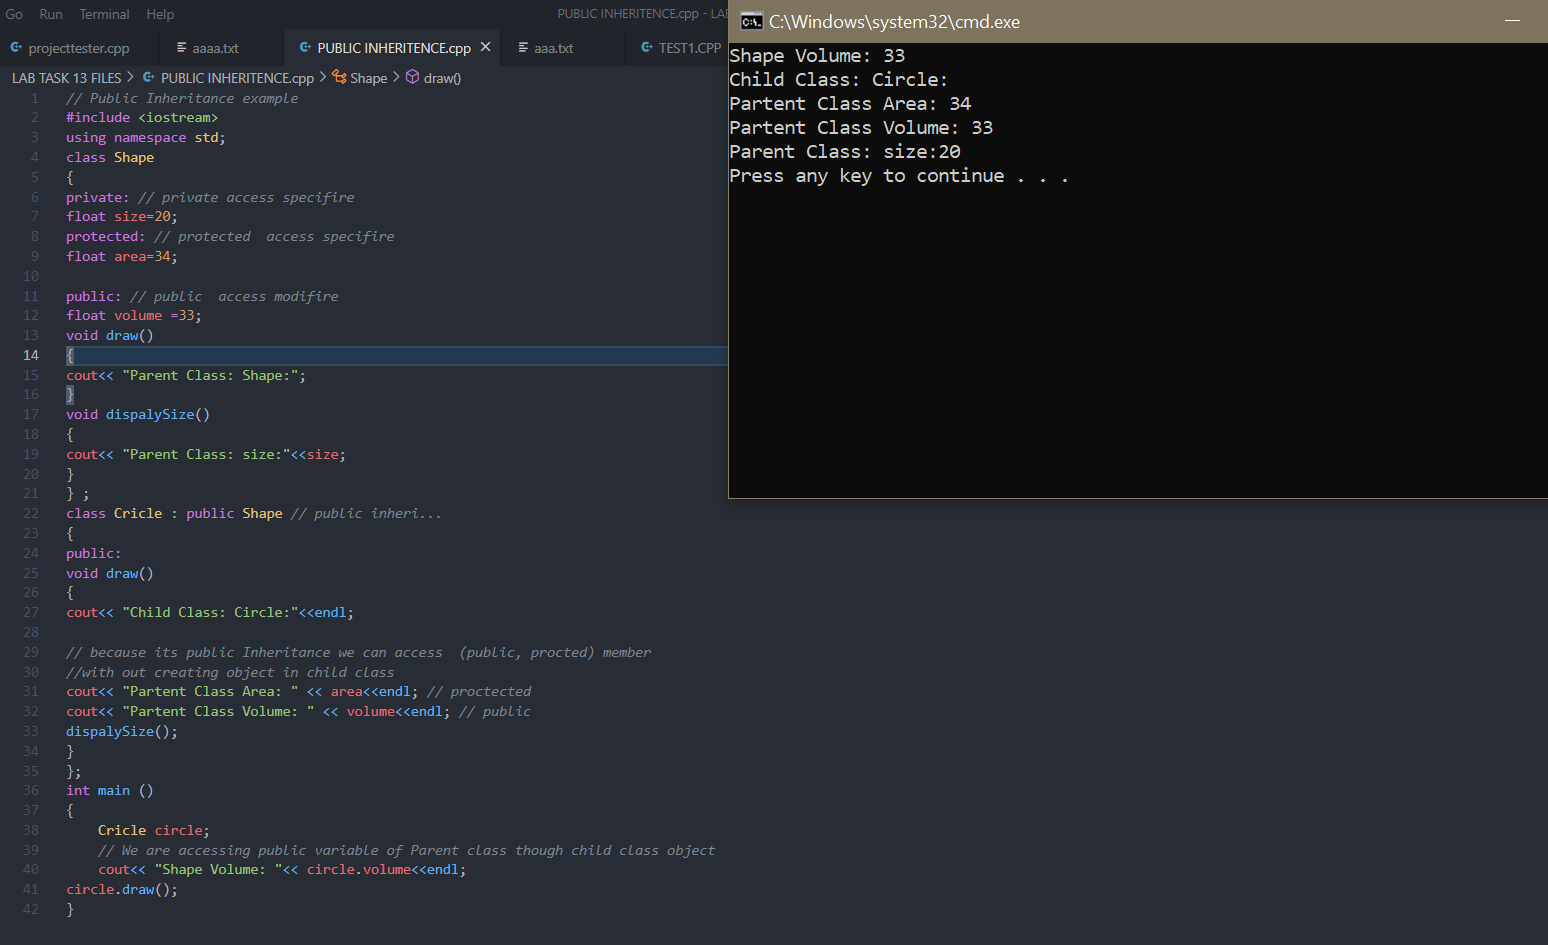 Go Run Terminal Help
PUBLIC INHERITENCE.cpp - LA
projecttester.cpp
aaaa.txt
PUBLIC INHERITENCE.cpp
aaa.txt
TEST1.CPP
LAB TASK 13 FILES > PUBLIC INHERITENCE.cpp > Shape > draw()
1 // Public Inheritance example
2 #include <iostream>
3 using namespace std;
4 class Shape
5 {
6 private: // private access specifire
7 float size=20;
8 protected: // protected  access specifire
9 float area=34;
10
11 public: // public  access modifire
12 float volume =33;
13 void draw()
14 {
15 cout<< "Parent Class: Shape:";
16 }
17 void dispalySize()
18 {
19 cout<< "Parent Class: size:"<<size;
20 }
21 } ;
22 class Cricle : public Shape // public inheri...
23 {
24 public:
25 void draw()
26 {
27 cout<< "Child Class: Circle:"<<endl;
28
29 // because its public Inheritance we can access  (public, procted) member
30 //with out creating object in child class
31 cout<< "Partent Class Area: " << area<<endl; // proctected
32 cout<< "Partent Class Volume: " << volume<<endl; // public
33 dispalySize();
34 }
35 };
36 int main ()
37 {
38     Cricle circle;
39     // We are accessing public variable of Parent class though child class object
40     cout<< "Shape Volume: "<< circle.volume<<endl;
41 circle.draw();
42 }
C:\Windows\system32\cmd.exe
Shape Volume: 33
Child Class: Circle:
Partent Class Area: 34
Partent Class Volume: 33
Parent Class: size:20
Press any key to continue . . .